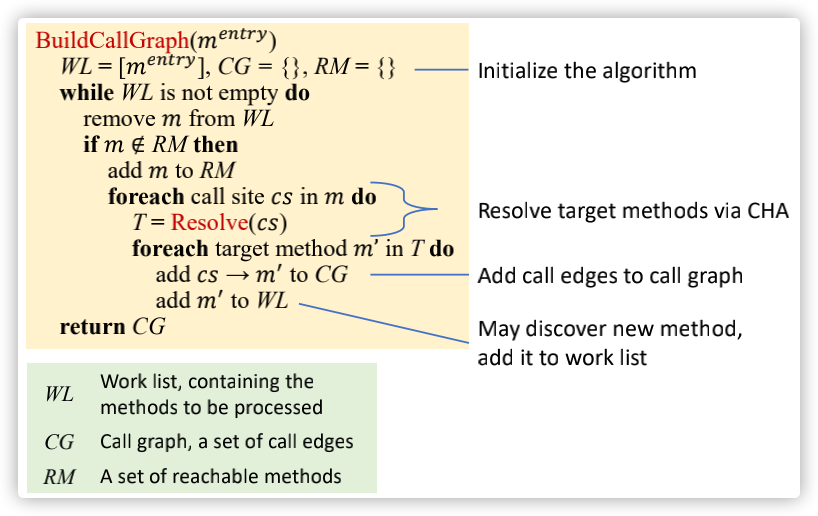 BuildCallGraph(m^entry)
WL = [m^entry], CG = {}, RM = {}
Initialize the algorithm
while WL is not empty do
remove m from WL
if m ∉ RM then
add m to RM
foreach call site cs in m do
T = Resolve(cs)
Resolve target methods via CHA
foreach target method m' in T do
add cs → m' to CG
Add call edges to call graph
add m' to WL
May discover new method,
add it to work list
return CG
WL Work list, containing the
methods to be processed
CG Call graph, a set of call edges
RM A set of reachable methods